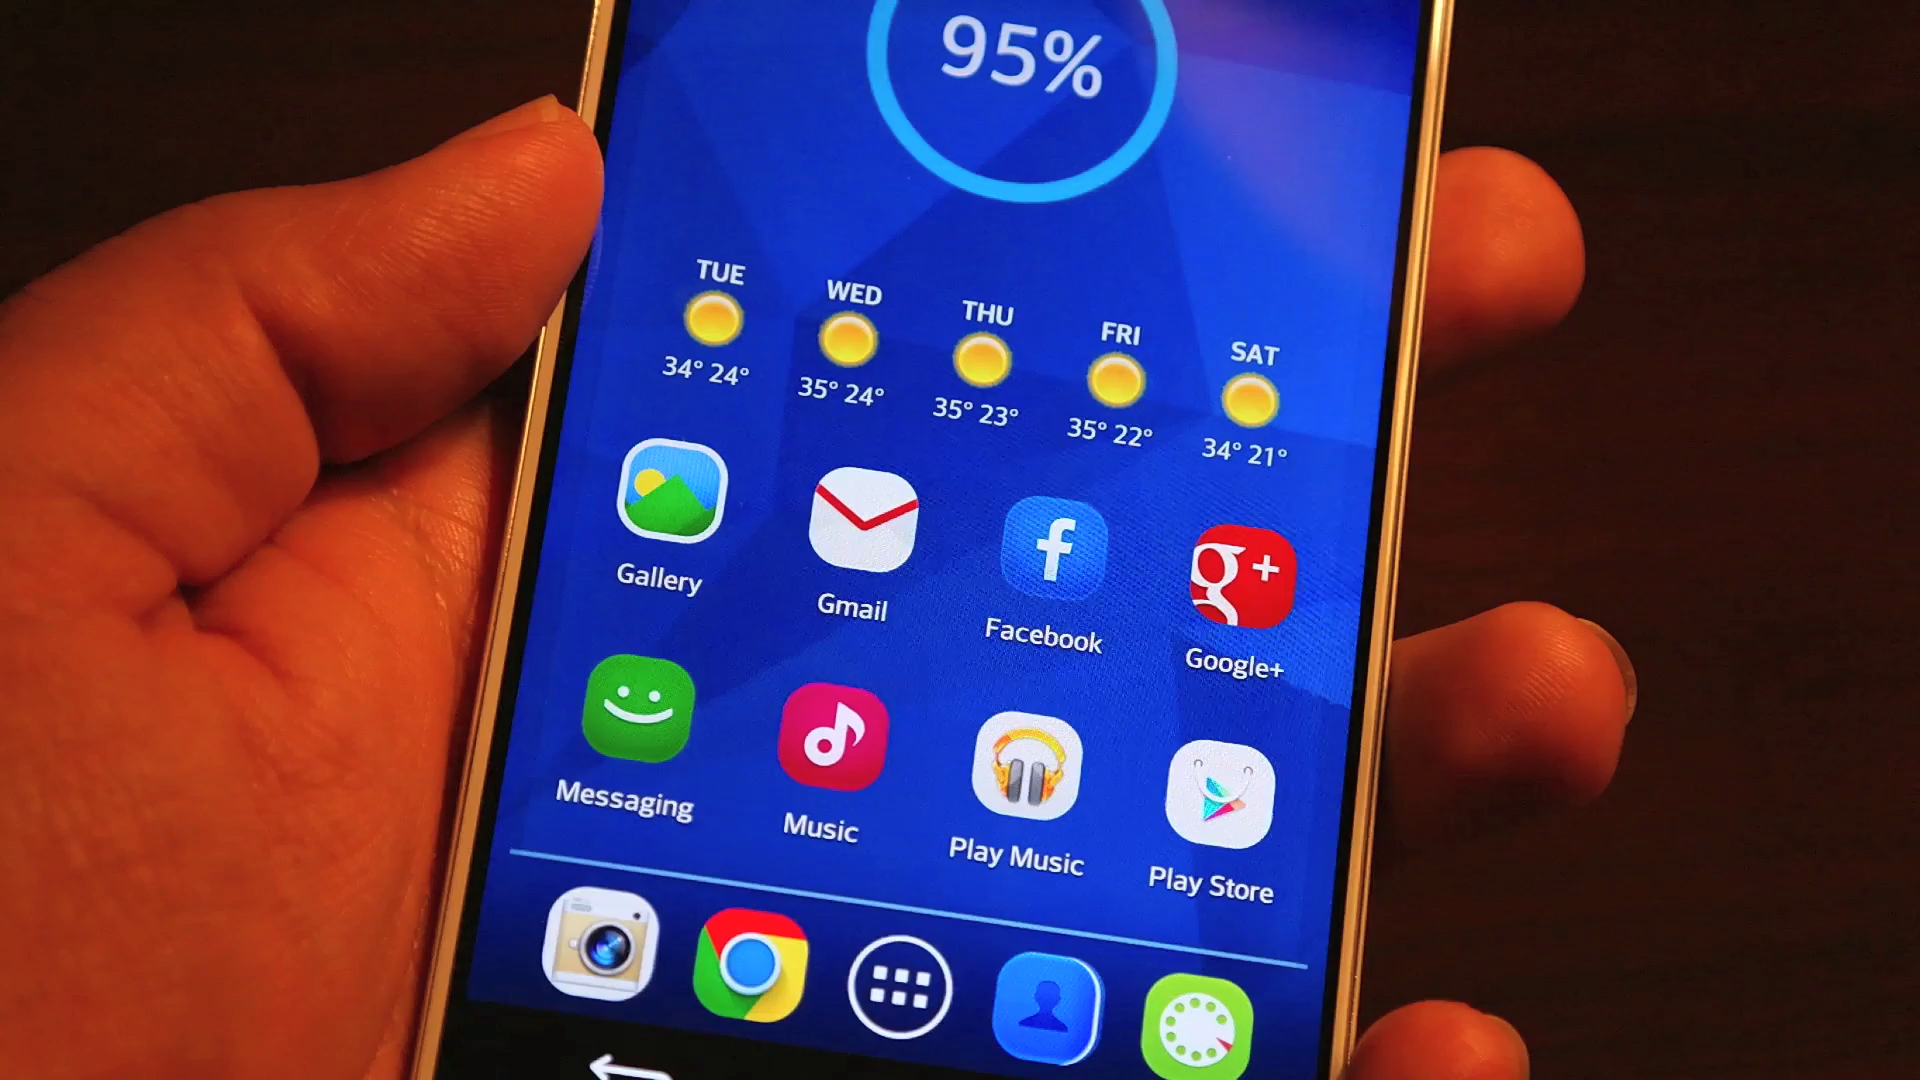 95%
TUE WED THU FRI SAT
34° 24° 35° 24° 35° 23° 35° 22° 34° 21°
Gallery Gmail Facebook Google+
Messaging Music Play Music Play Store